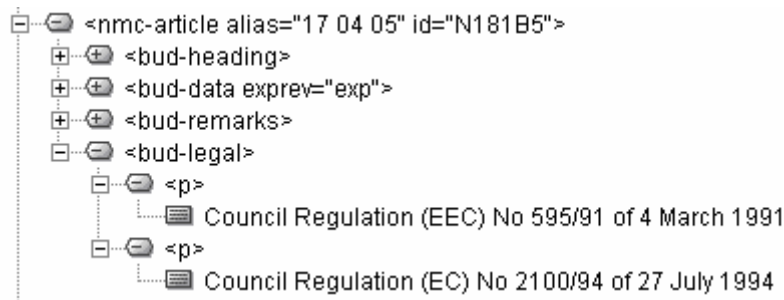 <nmc-article alias="17 04 05" id="N181B5">
<bud-heading>
<bud-data exprev="exp">
<bud-remarks>
<bud-legal>
<p>
Council Regulation (EEC) No 595/91 of 4 March 1991
<p>
Council Regulation (EC) No 2100/94 of 27 July 1994